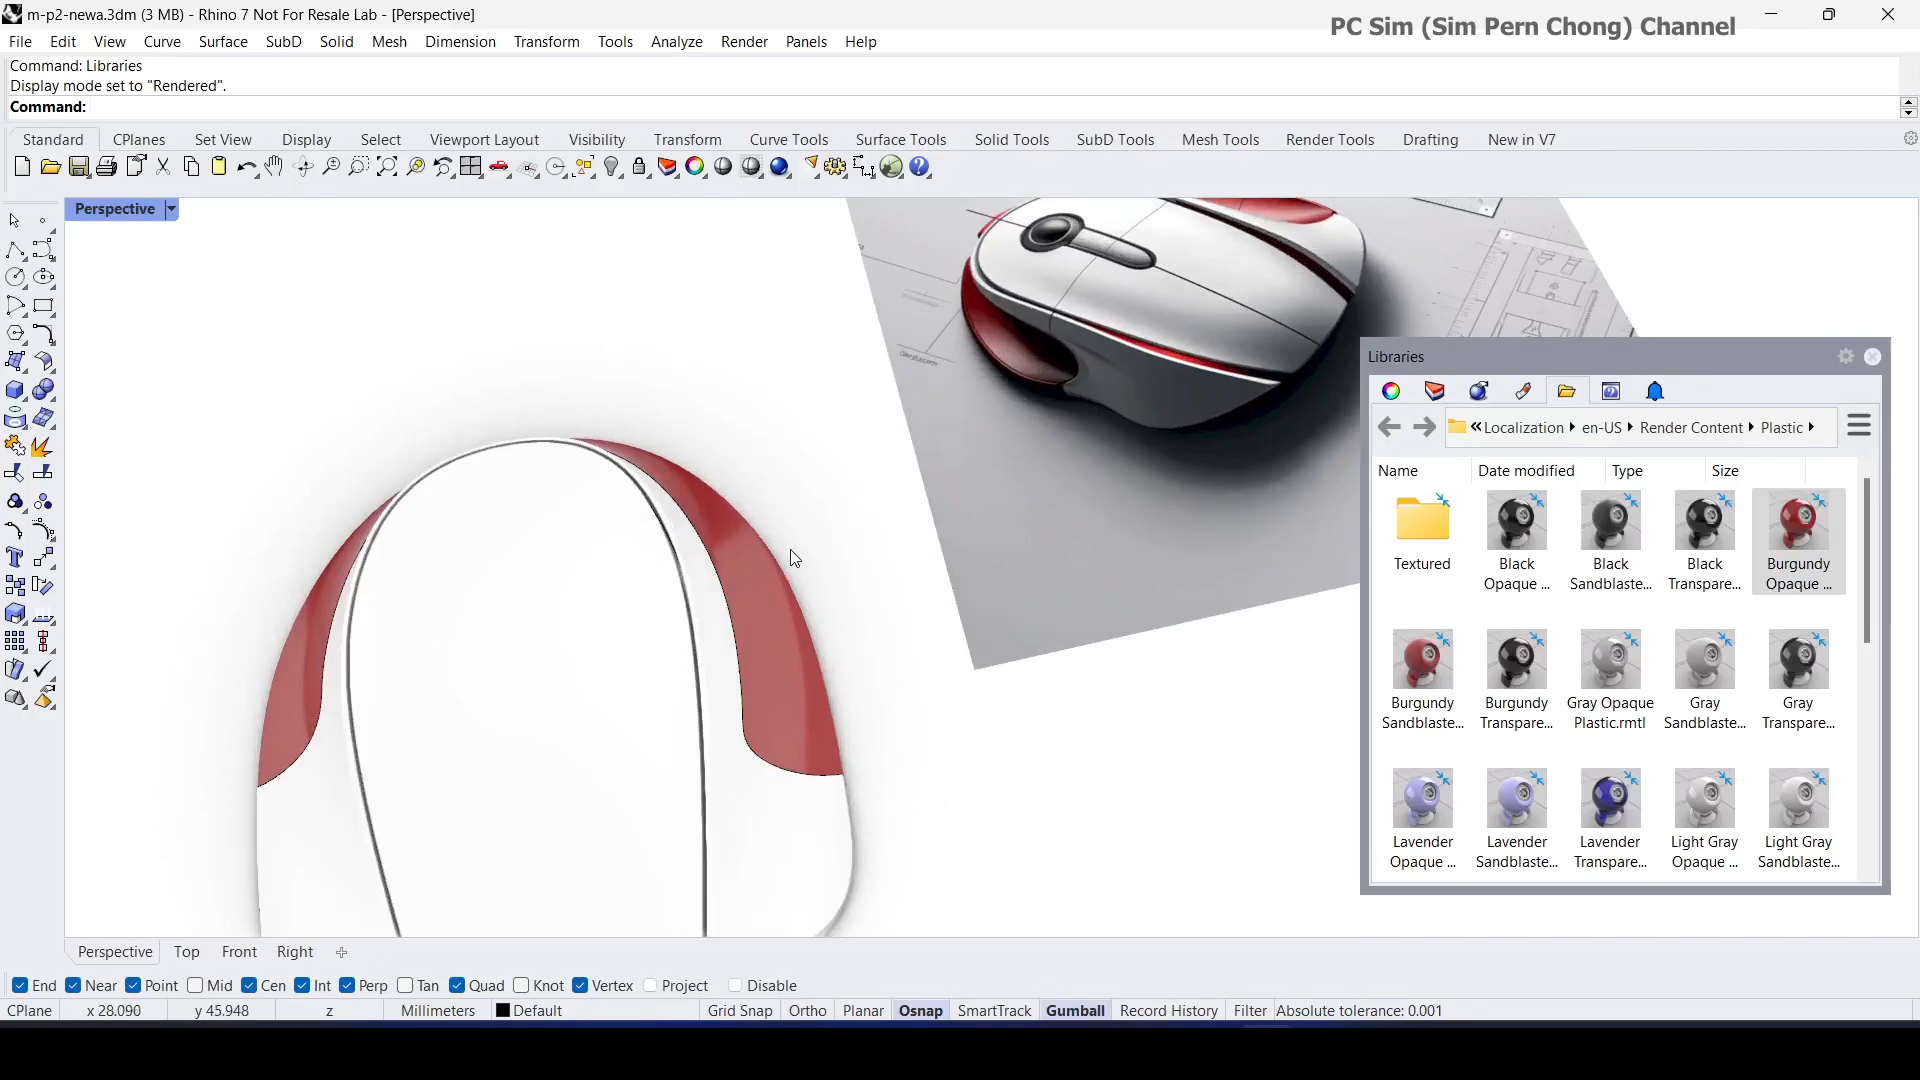 m-p2-newa.3dm (3 MB) - Rhino 7 Not For Resale Lab - [Perspective]
PC Sim (Sim Pern Chong) Channel
File Edit View Curve Surface SubD Solid Mesh Dimension Transform Tools Analyze Render Panels Help
Command: Libraries
Display mode set to "Rendered".
Command:
Standard CPlanes Set View Display Select Viewport Layout Visibility Transform Curve Tools Surface Tools Solid Tools SubD Tools Mesh Tools Render Tools Drafting New in V7
Perspective
Libraries
« Localization en-US Render Content Plastic
Name Date modified Type Size
Textured
Black Opaque ...
Black Sandblaste...
Black Transpare...
Burgundy Opaque ...
Burgundy Sandblaste...
Burgundy Transpare...
Gray Opaque Plastic.rmtl
Gray Sandblaste...
Gray Transpare...
Lavender Opaque ...
Lavender Sandblaste...
Lavender Transpare...
Light Gray Opaque ...
Light Gray Sandblaste...
Perspective Top Front Right
End Near Point Mid Cen Int Perp Tan Quad Knot Vertex Project Disable
CPlane x 28.090 y 45.948 z Millimeters Default Grid Snap Ortho Planar Osnap SmartTrack Gumball Record History Filter Absolute tolerance: 0.001